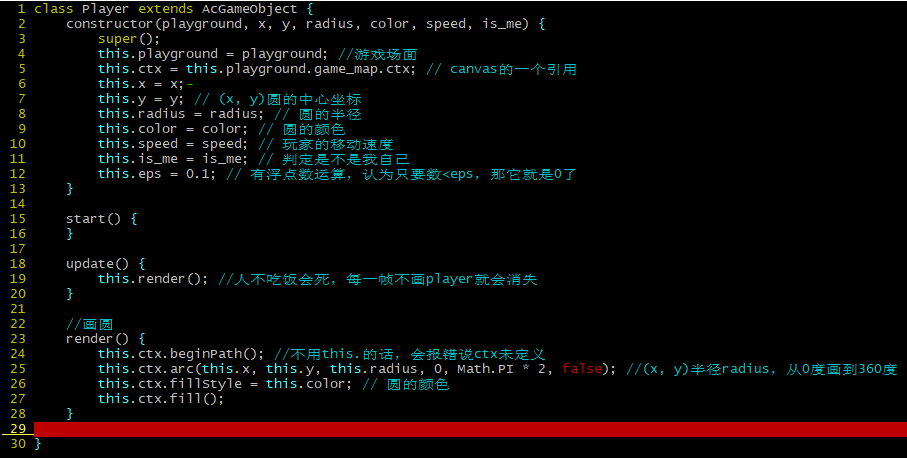 1 class Player extends AcGameObject {
2     constructor(playground, x, y, radius, color, speed, is_me) {
3         super();
4         this.playground = playground; //游戏场面
5         this.ctx = this.playground.game_map.ctx; // canvas的一个引用
6         this.x = x;-
7         this.y = y; // (x, y)圆的中心坐标
8         this.radius = radius; // 圆的半径
9         this.color = color; // 圆的颜色
10         this.speed = speed; // 玩家的移动速度
11         this.is_me = is_me; // 判定是不是我自己
12         this.eps = 0.1; // 有浮点数运算，认为只要数<eps，那它就是0了
13     }
14
15     start() {
16     }
17
18     update() {
19         this.render(); //人不吃饭会死，每一帧不画player就会消失
20     }
21
22     //画圆
23     render() {
24         this.ctx.beginPath(); //不用this.的话，会报错说ctx未定义
25         this.ctx.arc(this.x, this.y, this.radius, 0, Math.PI * 2, false); //(x, y)半径radius，从0度画到360度
26         this.ctx.fillStyle = this.color; // 圆的颜色
27         this.ctx.fill();
28     }
29
30 }